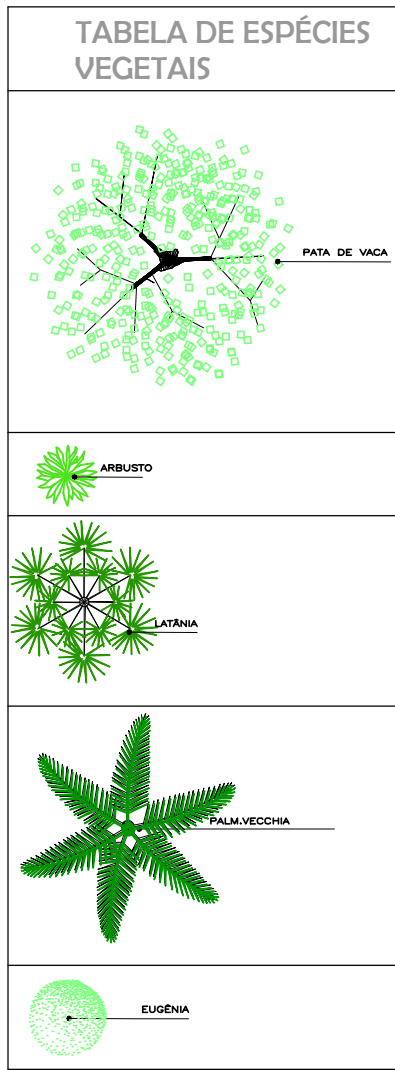 TABELA DE ESPÉCIES
VEGETAIS
PATA DE VACA
ARBUSTO
LATÂNIA
PALM.VECCHIA
EUGÊNIA